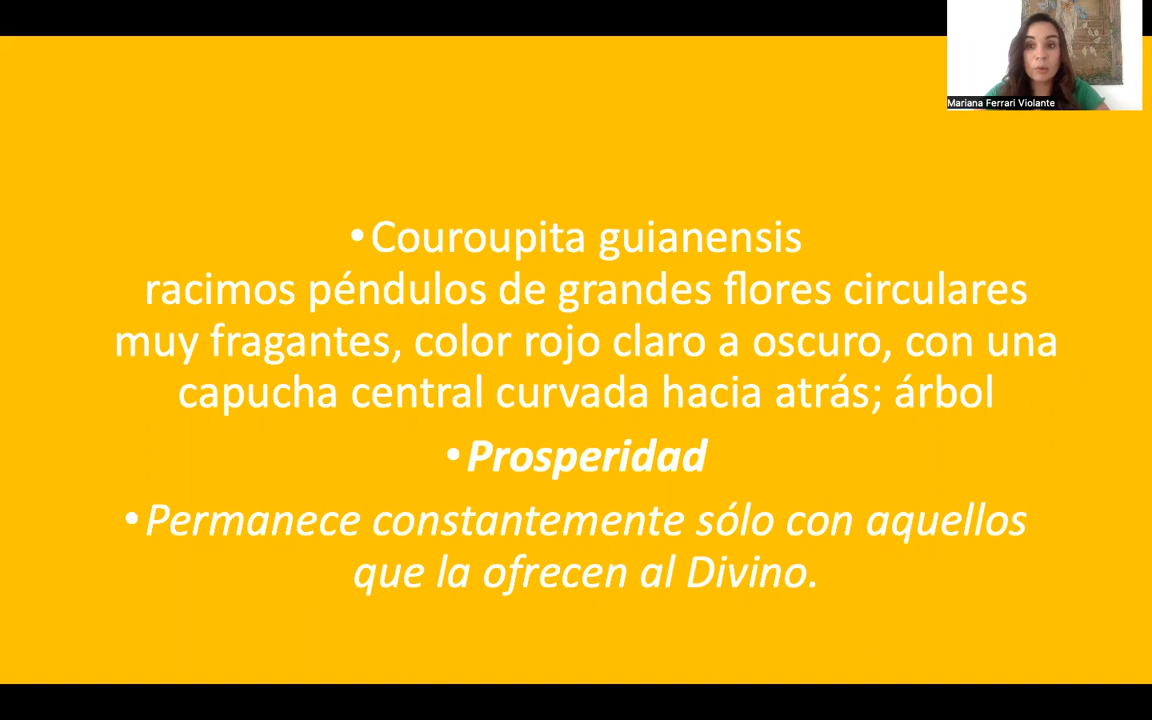 Mariana Ferrari Violante
• Couroupita guianensis
racimos péndulos de grandes flores circulares
muy fragantes, color rojo claro a oscuro, con una
capucha central curvada hacia atrás; árbol
• Prosperidad
• Permanece constantemente sólo con aquellos
que la ofrecen al Divino.